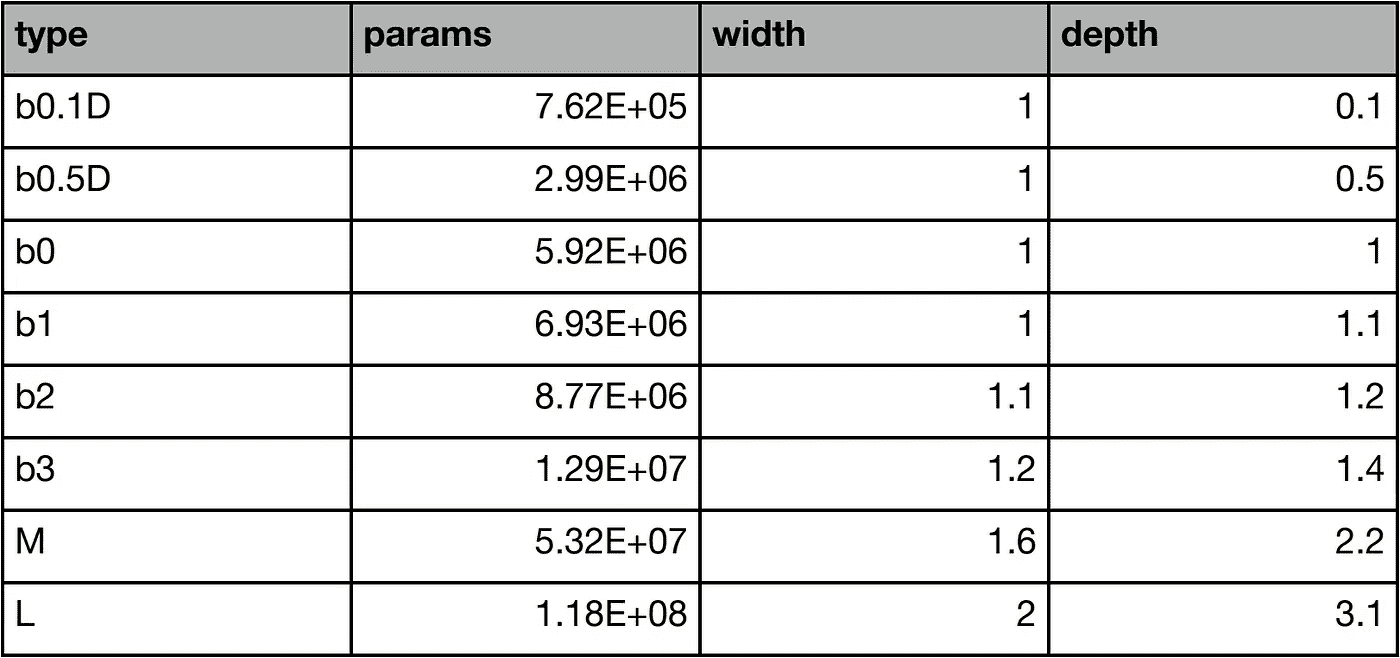 type params width depth
b0.1D 7.62E+05 1 0.1
b0.5D 2.99E+06 1 0.5
b0 5.92E+06 1 1
b1 6.93E+06 1 1.1
b2 8.77E+06 1.1 1.2
b3 1.29E+07 1.2 1.4
M 5.32E+07 1.6 2.2
L 1.18E+08 2 3.1